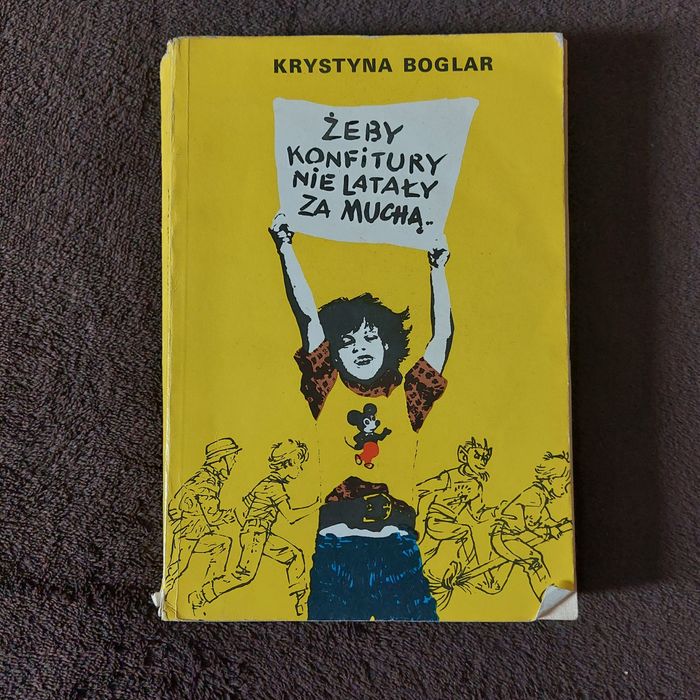 KRYSTYNA BOGLAR
ŻEBY
KONFiTURY
NiE LATAŁY
ZA MUCHĄ..